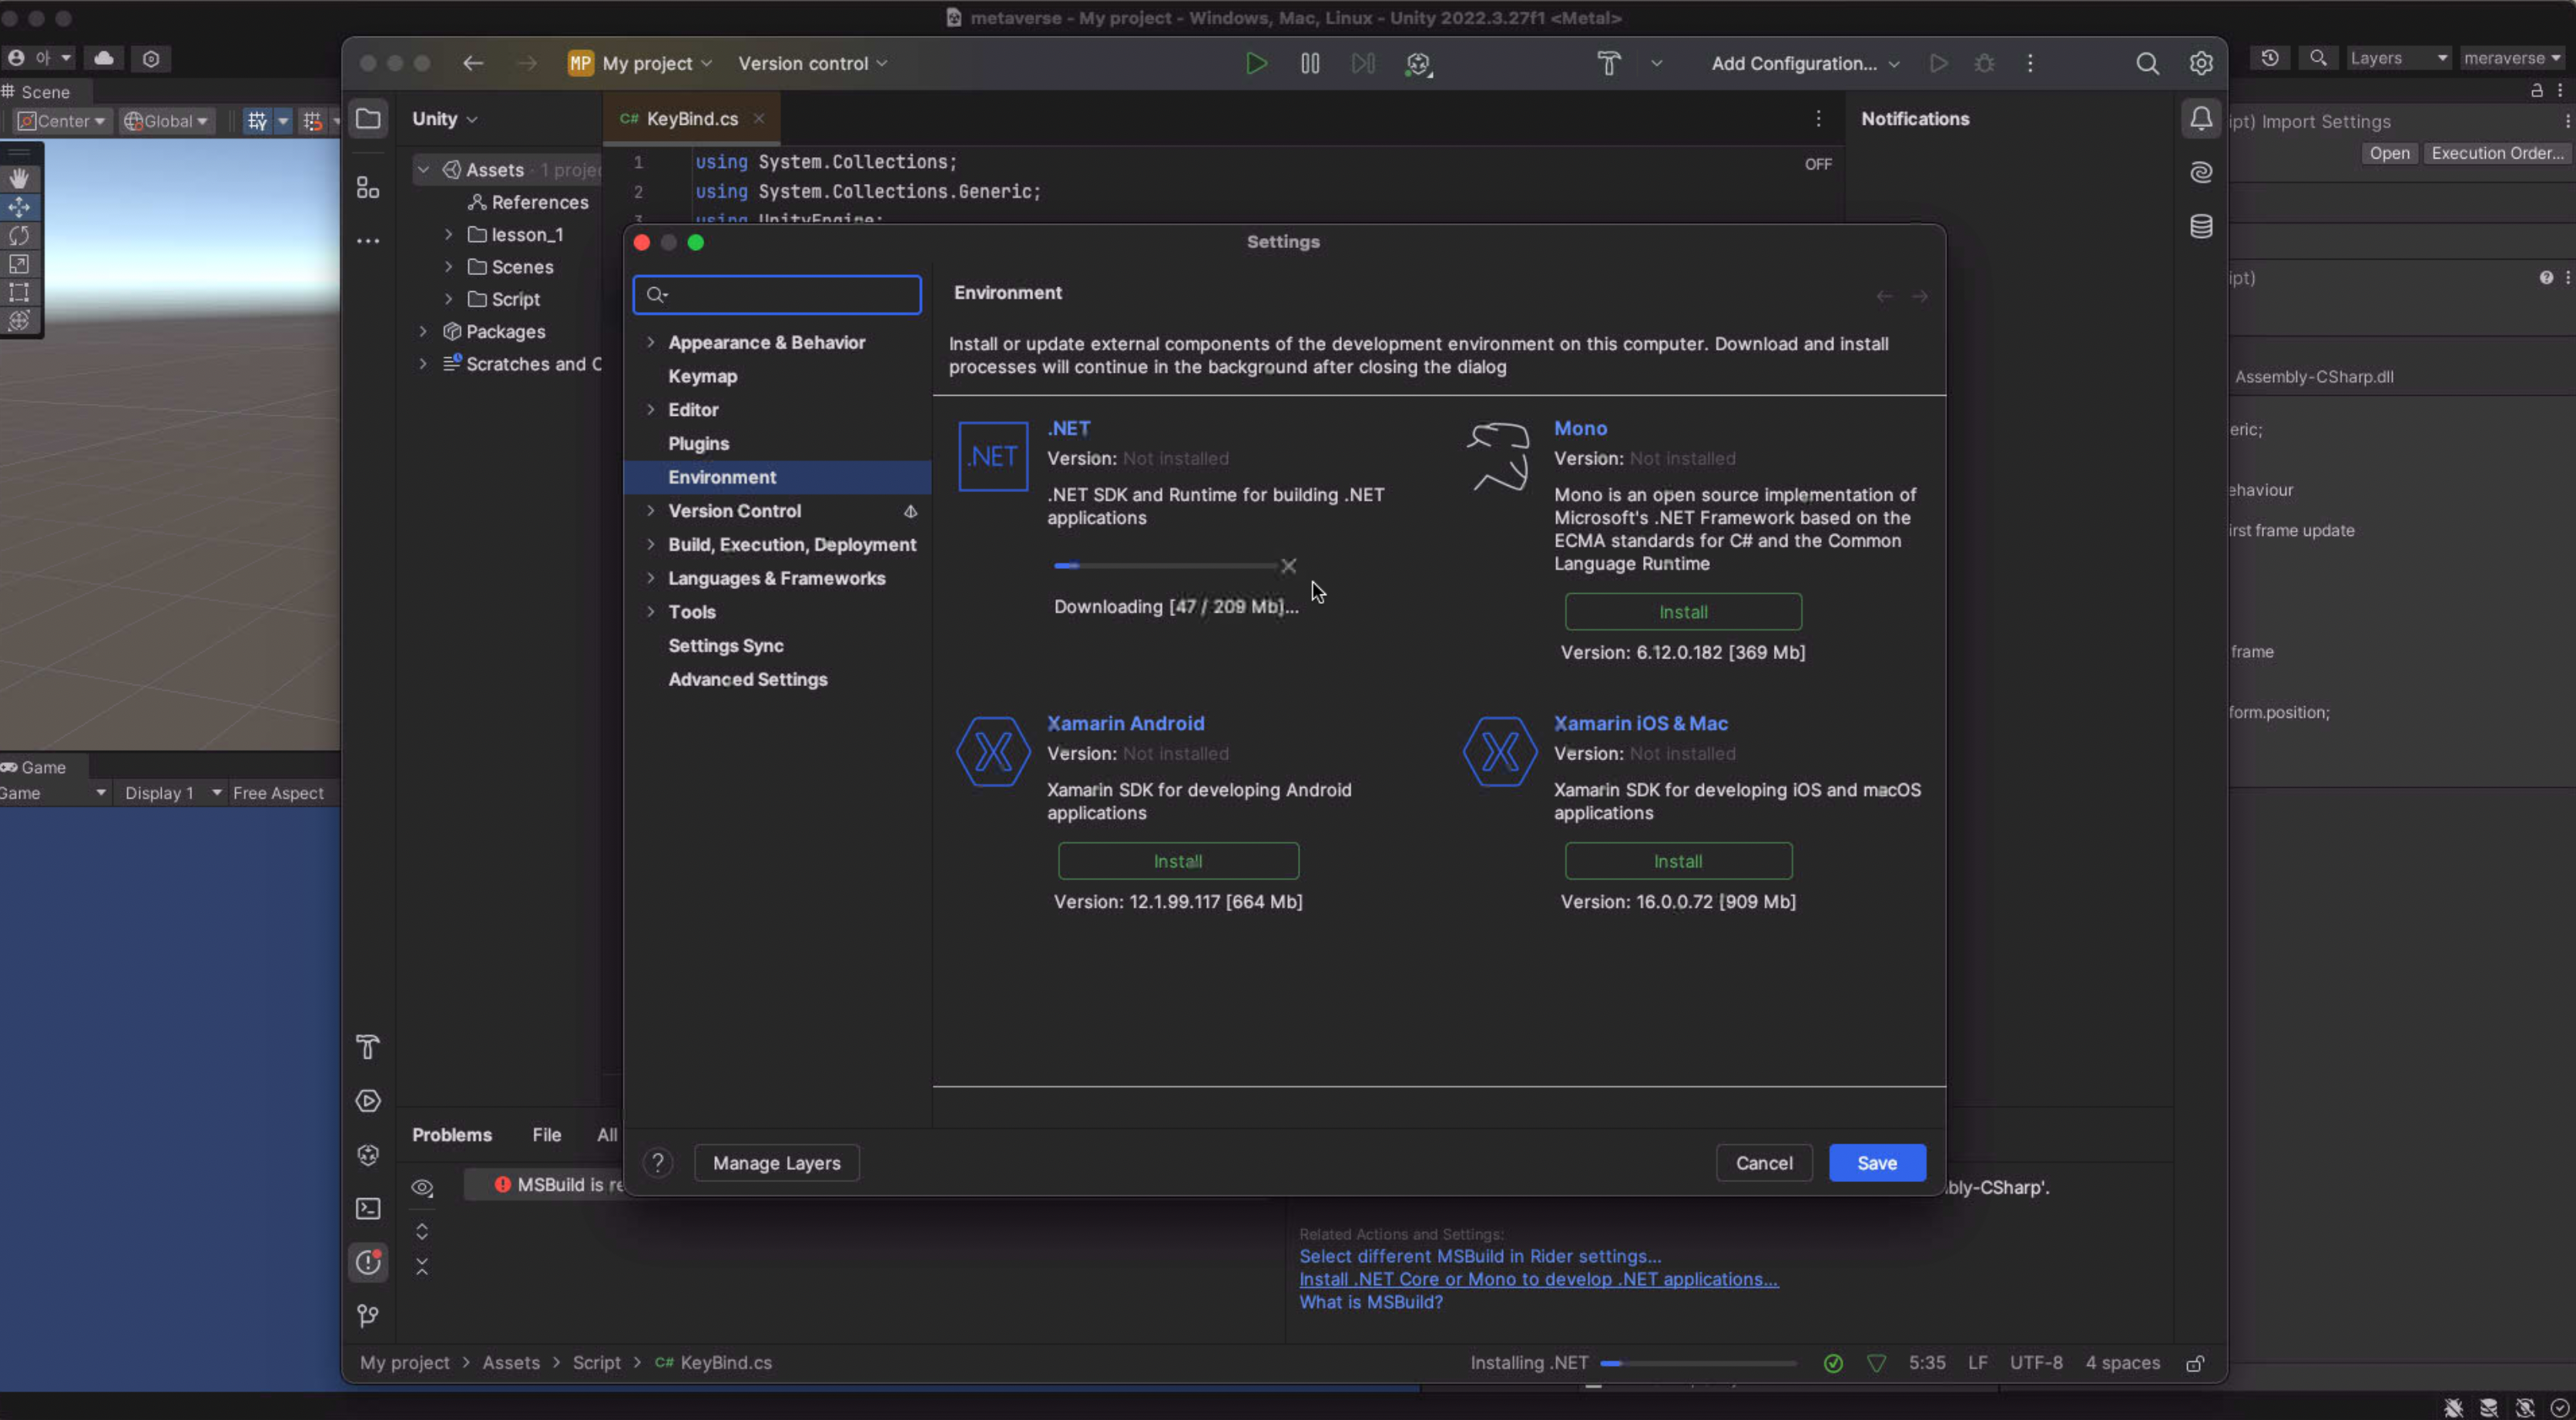 metaverse - My project - Windows, Mac, Linux - Unity 2022.3.27f1 <Metal>
아
Layers
meraverse
Scene
Center
Global
MP My project
Version control
Add Configuration...
Unity
C# KeyBind.cs
Notifications
OFF
Assets · 1 projec
References
lesson_1
Scenes
Script
Packages
Scratches and C
1 using System.Collections;
2 using System.Collections.Generic;
3 using UnityEngine;
ipt) Import Settings
Open
Execution Order...
ipt)
Assembly-CSharp.dll
eric;
ehaviour
irst frame update
frame
form.position;
Settings
Appearance & Behavior
Keymap
Editor
Plugins
Environment
Version Control
Build, Execution, Deployment
Languages & Frameworks
Tools
Settings Sync
Advanced Settings
Environment
Install or update external components of the development environment on this computer. Download and install
processes will continue in the background after closing the dialog
.NET
.NET
Version: Not installed
.NET SDK and Runtime for building .NET
applications
Downloading [47 / 209 Mb]...
Mono
Version: Not installed
Mono is an open source implementation of
Microsoft's .NET Framework based on the
ECMA standards for C# and the Common
Language Runtime
Install
Version: 6.12.0.182 [369 Mb]
Xamarin Android
Version: Not installed
Xamarin SDK for developing Android
applications
Install
Version: 12.1.99.117 [664 Mb]
Xamarin iOS & Mac
Version: Not installed
Xamarin SDK for developing iOS and macOS
applications
Install
Version: 16.0.0.72 [909 Mb]
?
Manage Layers
Cancel
Save
Game
Game
Display 1
Free Aspect
Problems
File
All
MSBuild is re
bly-CSharp'.
Related Actions and Settings:
Select different MSBuild in Rider settings...
Install .NET Core or Mono to develop .NET applications...
What is MSBuild?
My project > Assets > Script > C# KeyBind.cs
Installing .NET
5:35
LF
UTF-8
4 spaces